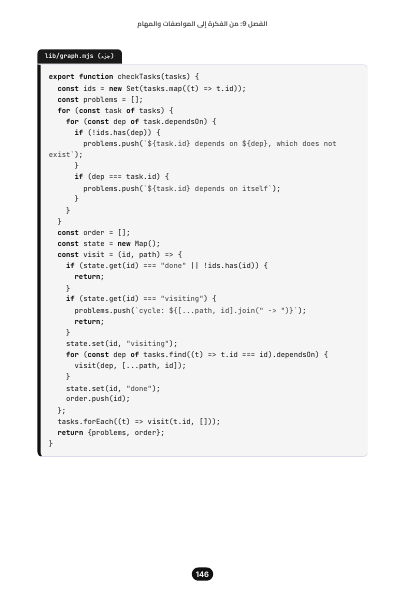 الفصل 9: من الفكرة إلى المواصفات والمهام
lib/graph.mjs (جزء)
export function checkTasks(tasks) {
  const ids = new Set(tasks.map((t) => t.id));
  const problems = [];
  for (const task of tasks) {
    for (const dep of task.dependsOn) {
      if (!ids.has(dep)) {
        problems.push(`${task.id} depends on ${dep}, which does not
exist`);
      }
      if (dep === task.id) {
        problems.push(`${task.id} depends on itself`);
      }
    }
  }
  const order = [];
  const state = new Map();
  const visit = (id, path) => {
    if (state.get(id) === "done" || !ids.has(id)) {
      return;
    }
    if (state.get(id) === "visiting") {
      problems.push(`cycle: ${[...path, id].join(" -> ")}`);
      return;
    }
    state.set(id, "visiting");
    for (const dep of tasks.find((t) => t.id === id).dependsOn) {
      visit(dep, [...path, id]);
    }
    state.set(id, "done");
    order.push(id);
  };
  tasks.forEach((t) => visit(t.id, []));
  return {problems, order};
}
146